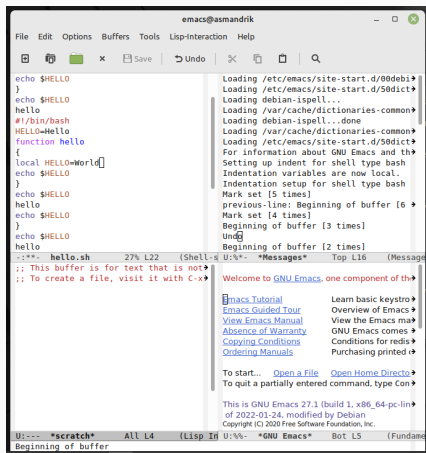 emacs@asmandrik
File Edit Options Buffers Tools Lisp-Interaction Help
Save Undo
echo $HELLO
}
echo $HELLO
hello
#!/bin/bash
HELLO=Hello
function hello
{
local HELLO=World
echo $HELLO
}
echo $HELLO
hello
echo $HELLO
}
echo $HELLO
hello
-:**- hello.sh 27% L22 (Shell-s
Loading /etc/emacs/site-start.d/00debi
Loading /etc/emacs/site-start.d/50dict
Loading debian-ispell...
Loading /var/cache/dictionaries-common
Loading debian-ispell...done
Loading /var/cache/dictionaries-common
Loading /etc/emacs/site-start.d/50dict
For information about GNU Emacs and th
Setting up indent for shell type bash
Indentation variables are now local.
Indentation setup for shell type bash
Mark set [5 times]
previous-line: Beginning of buffer [6
Mark set [4 times]
Beginning of buffer [3 times]
Undo
Beginning of buffer [2 times]
U:%*- *Messages* Top L16 (Message
;; This buffer is for text that is not
;; To create a file, visit it with C-x
U:--- *scratch* All L4 (Lisp In
Welcome to GNU Emacs, one component of th
Emacs Tutorial Learn basic keystro
Emacs Guided Tour Overview of Emacs
View Emacs Manual View the Emacs ma
Absence of Warranty GNU Emacs comes
Copying Conditions Conditions for redis
Ordering Manuals Purchasing printed c
To start... Open a File Open Home Directo
To quit a partially entered command, type Con
This is GNU Emacs 27.1 (build 1, x86_64-pc-lin
of 2022-01-24, modified by Debian
Copyright (C) 2020 Free Software Foundation, Inc.
U:%%- *GNU Emacs* Bot L5 (Fundame
Beginning of buffer